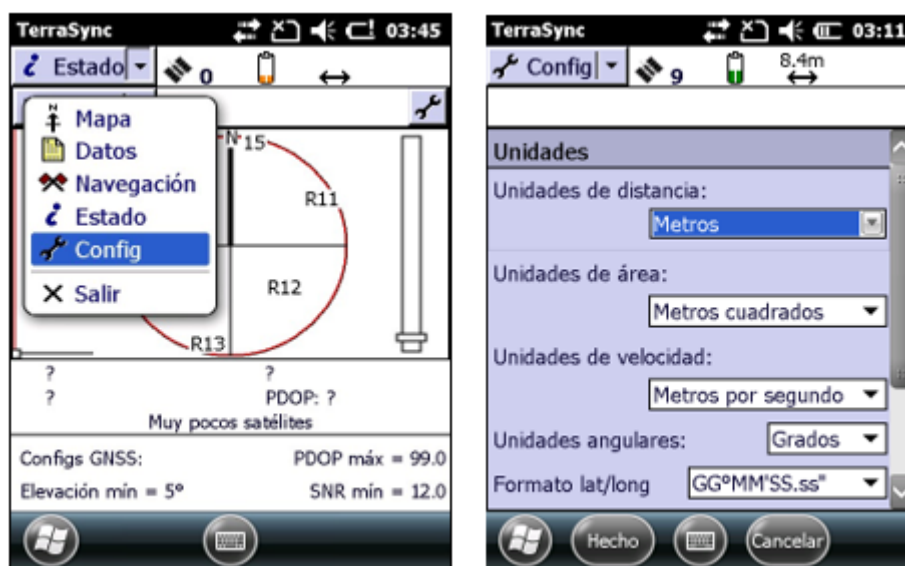 TerraSync 03:45
Estado 0
Mapa
Datos
Navegación
Estado
Config
Salir
N 15
R11
R12
R13
? ?
? PDOP: ?
Muy pocos satélites
Configs GNSS: PDOP máx = 99.0
Elevación mín = 5° SNR mín = 12.0
TerraSync 03:11
Config 9 8.4m
Unidades
Unidades de distancia:
Metros
Unidades de área:
Metros cuadrados
Unidades de velocidad:
Metros por segundo
Unidades angulares: Grados
Formato lat/long GG°MM'SS.ss"
Hecho Cancelar